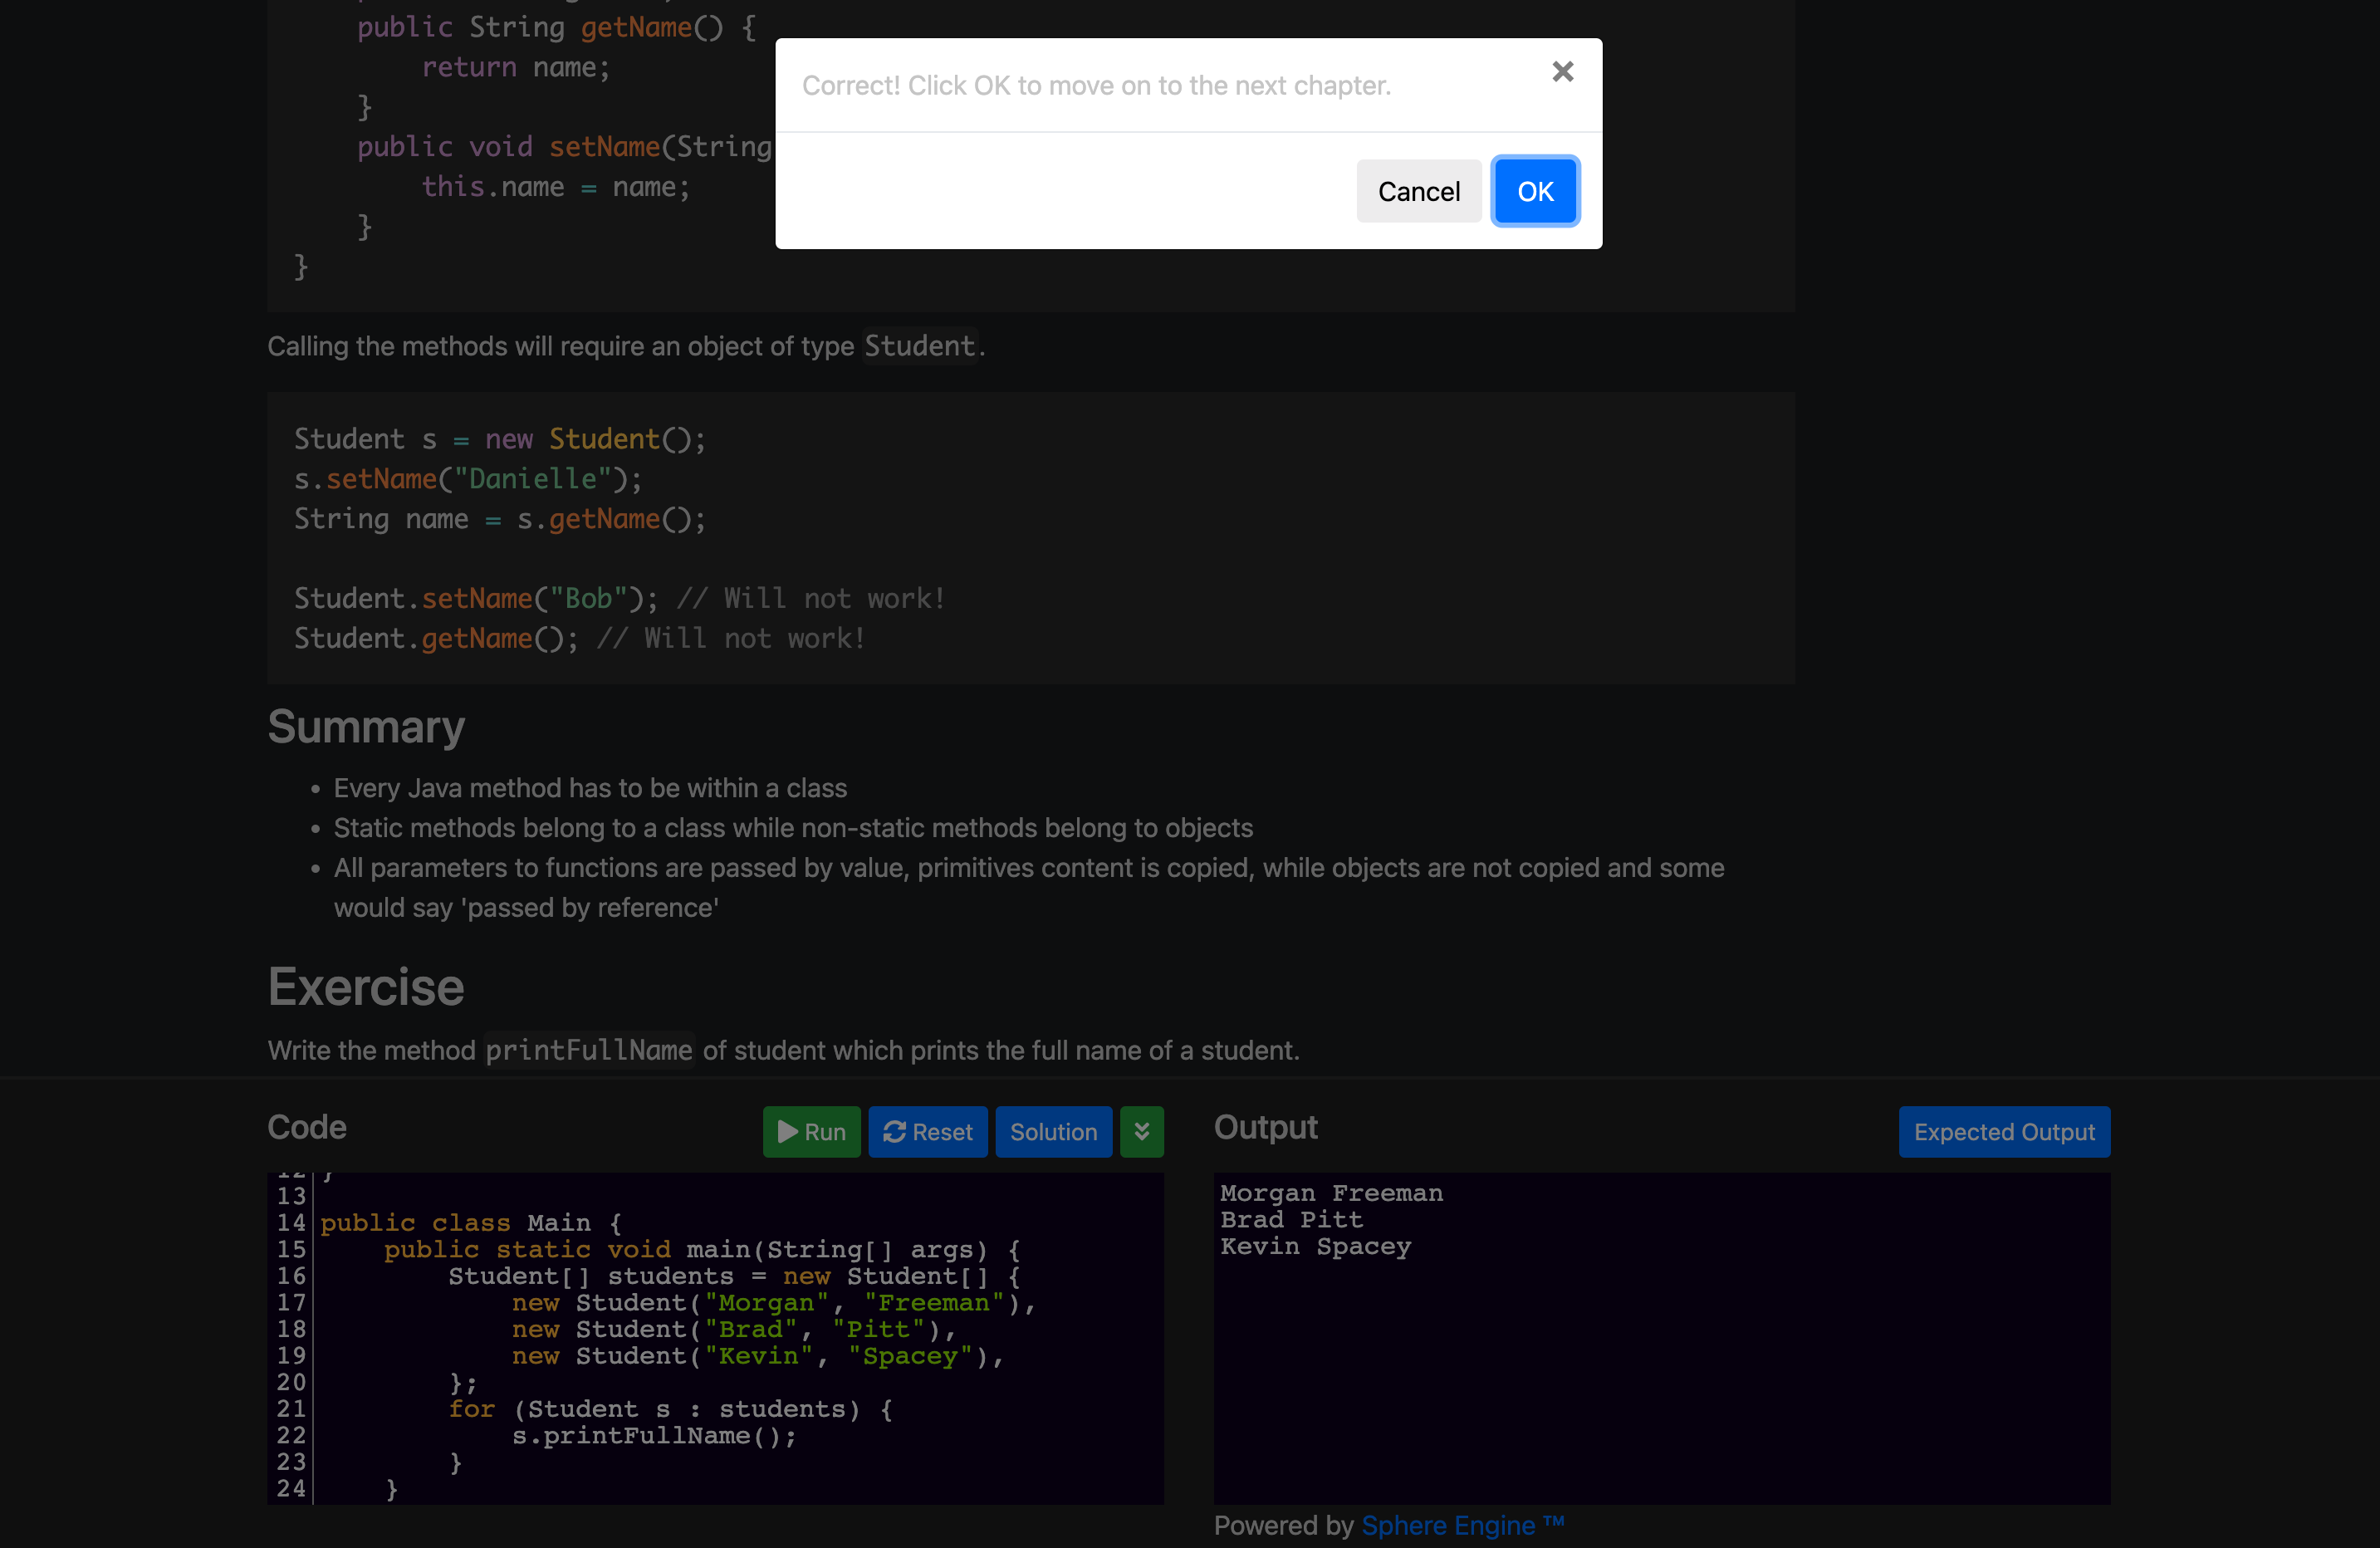 public String getName() {
return name;
}
public void setName(String
this.name = name;
}
}
Correct! Click OK to move on to the next chapter.
×
Cancel
OK
Calling the methods will require an object of type Student.
Student s = new Student();
s.setName("Danielle");
String name = s.getName();
Student.setName("Bob"); // Will not work!
Student.getName(); // Will not work!
Summary
• Every Java method has to be within a class
• Static methods belong to a class while non-static methods belong to objects
• All parameters to functions are passed by value, primitives content is copied, while objects are not copied and some
would say 'passed by reference'
Exercise
Write the method printFullName of student which prints the full name of a student.
Code
Run
Reset
Solution
12 }
13
14 public class Main {
15 public static void main(String[] args) {
16 Student[] students = new Student[] {
17 new Student("Morgan", "Freeman"),
18 new Student("Brad", "Pitt"),
19 new Student("Kevin", "Spacey"),
20 };
21 for (Student s : students) {
22 s.printFullName();
23 }
24 }
Output
Expected Output
Morgan Freeman
Brad Pitt
Kevin Spacey
Powered by Sphere Engine ™